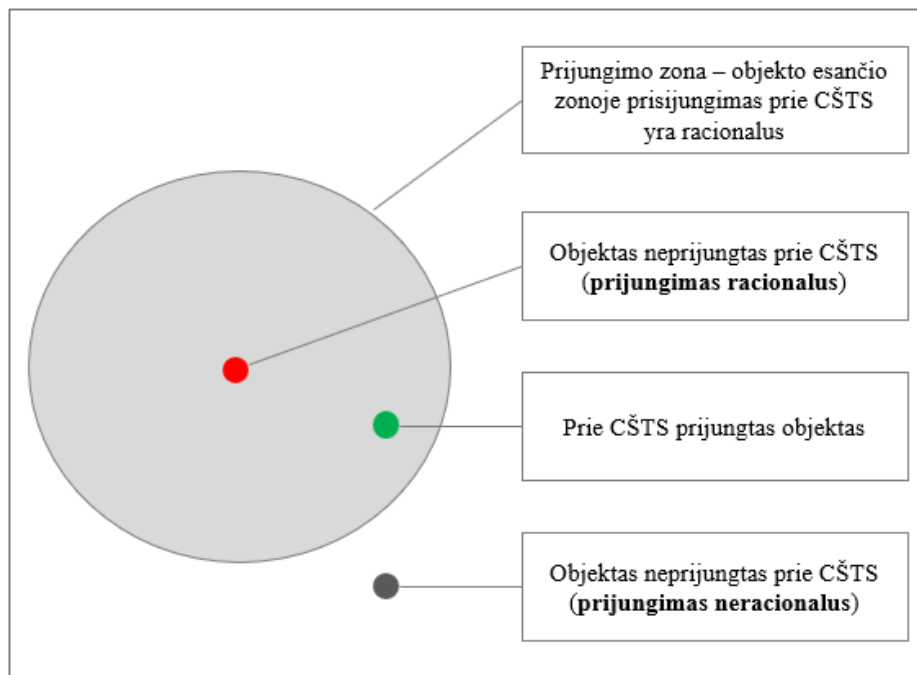 Prijungimo zona – objekto esančio
zonoje prisijungimas prie CŠTS
yra racionalus
Objektas neprijungtas prie CŠTS
(prijungimas racionalus)
Prie CŠTS prijungtas objektas
Objektas neprijungtas prie CŠTS
(prijungimas neracionalus)